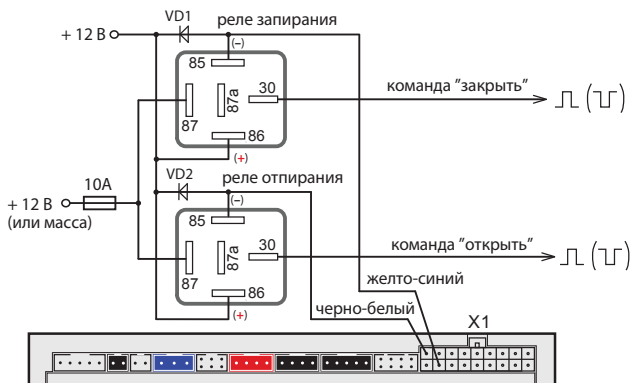 VD1
реле запирания
+ 12 В
(–)
85
30
87a
команда "закрыть"
87
86
(+)
VD2
реле отпирания
10А
+ 12 В
(или масса)
(–)
85
30
87a
команда "открыть"
87
86
(+)
желто-синий
черно-белый
X1